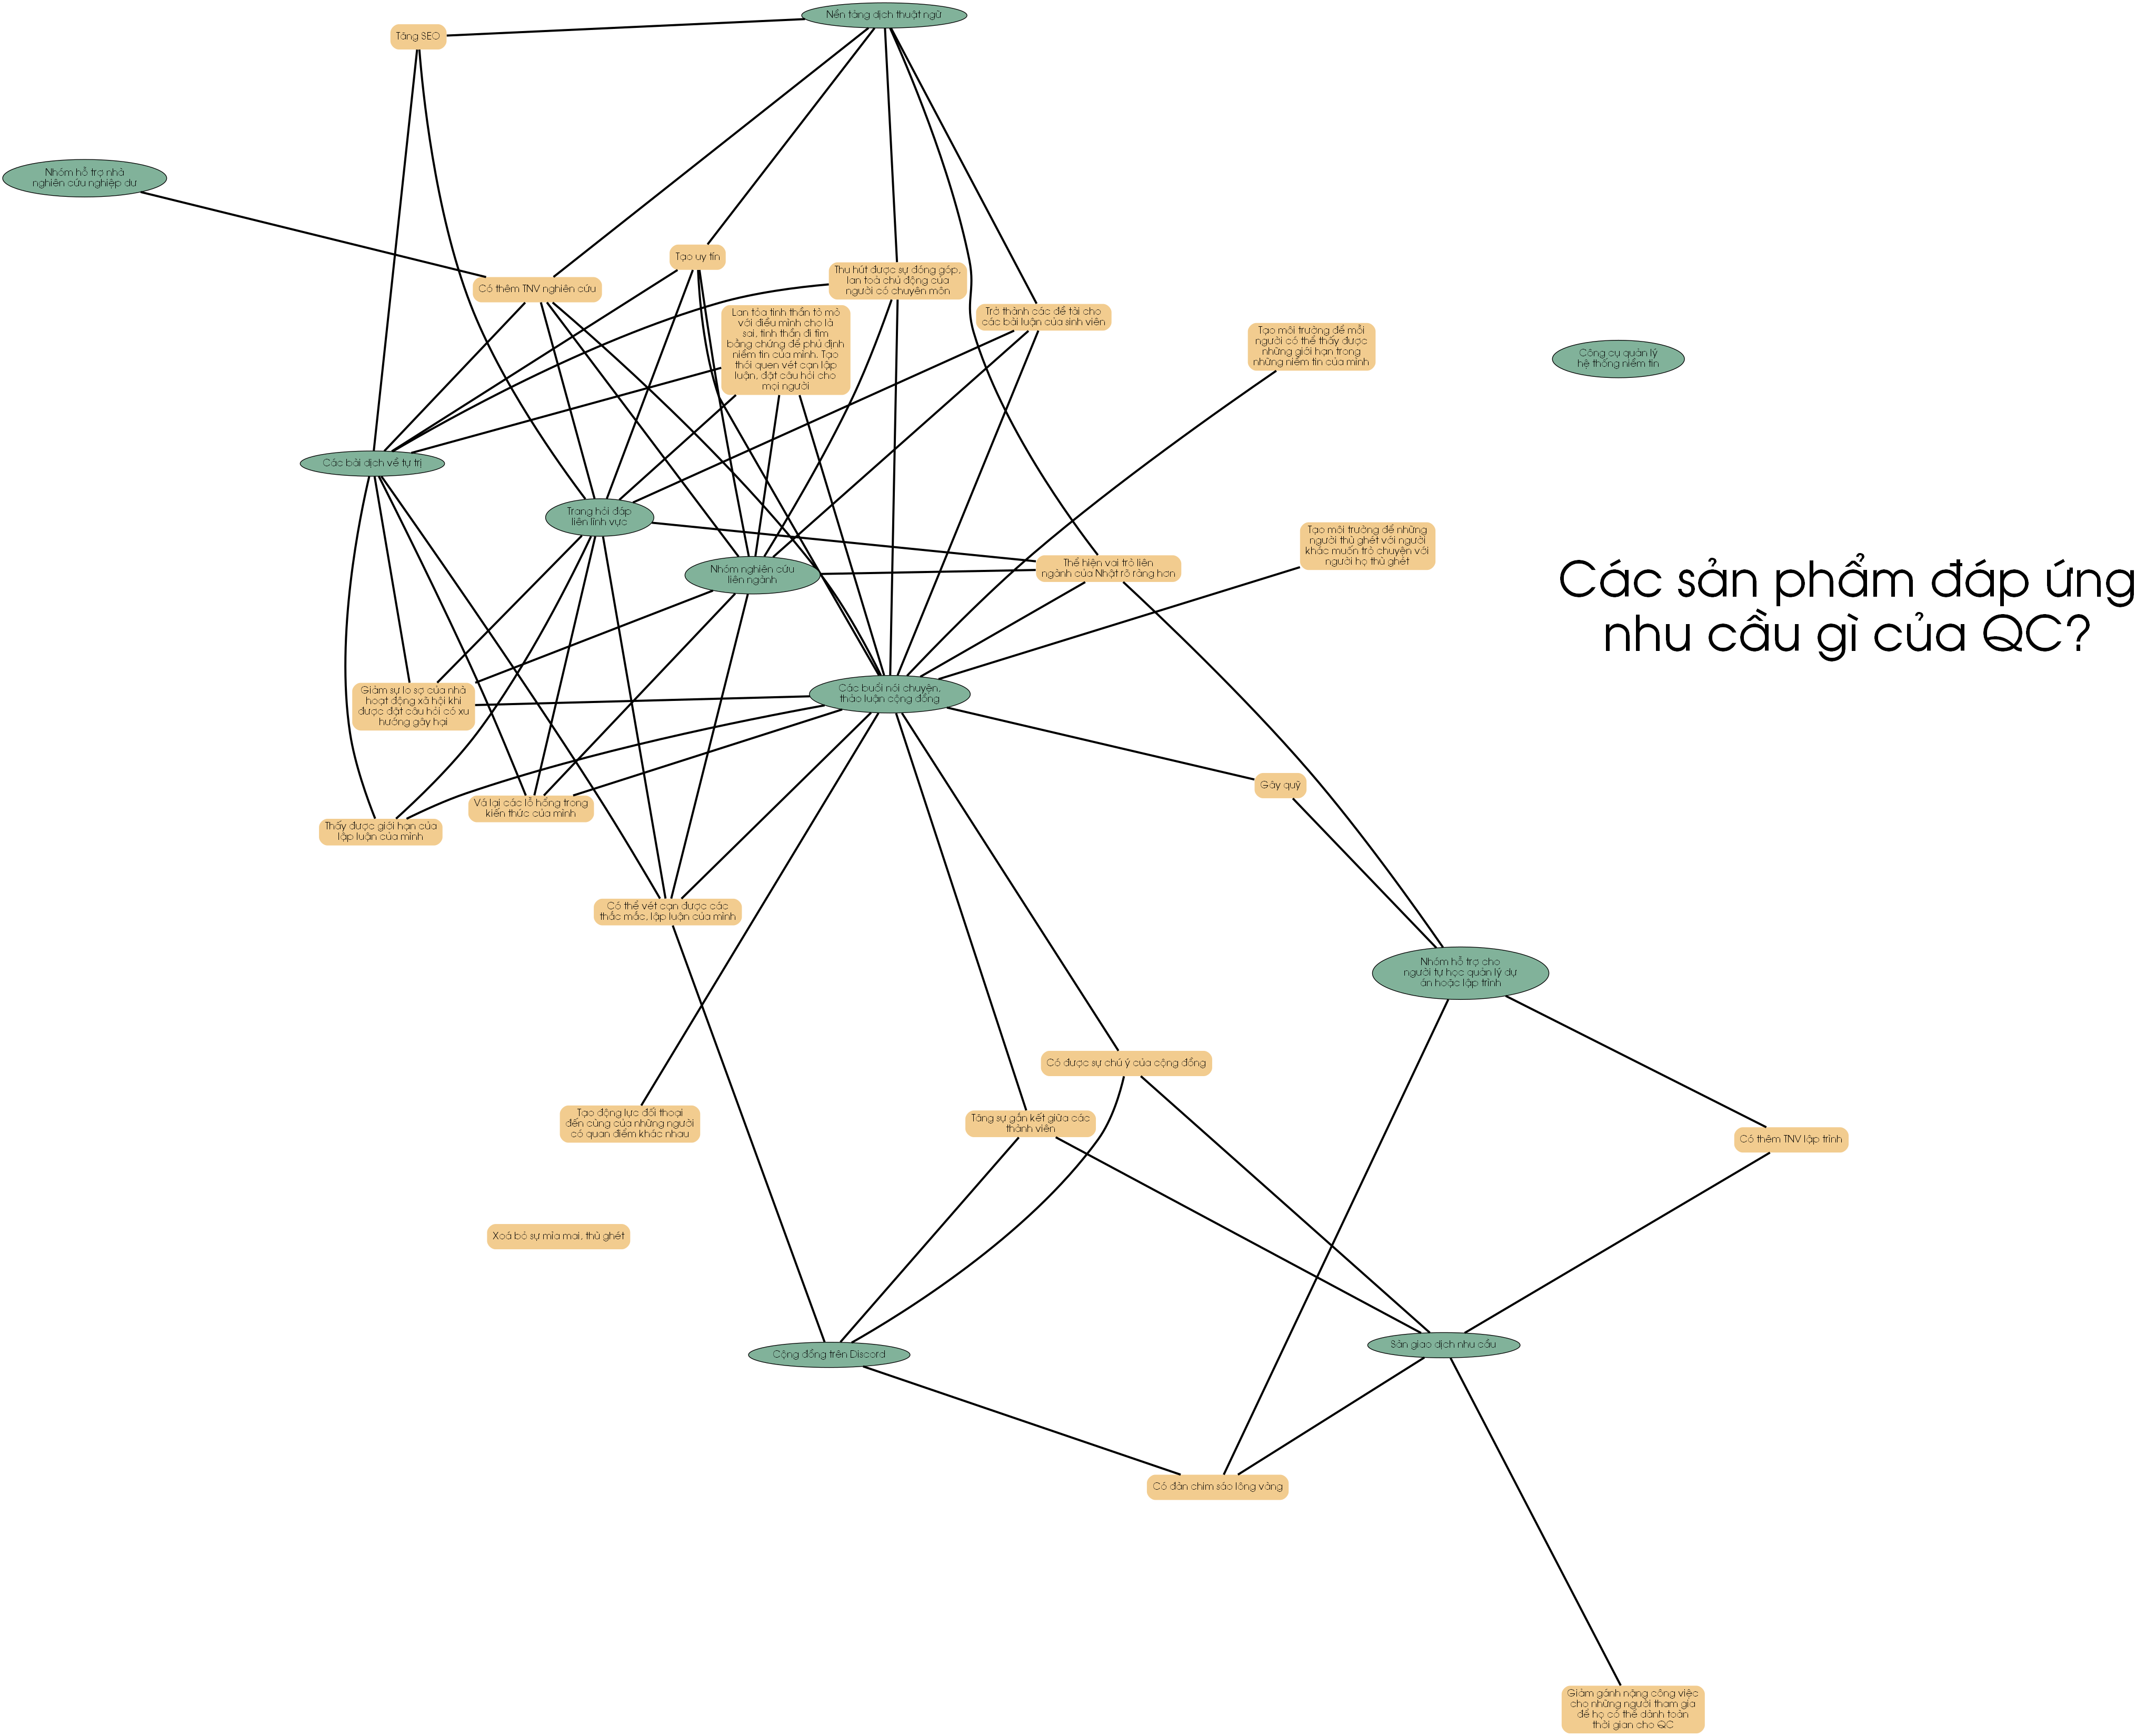 Nền tảng dịch thuật ngữ
Tăng SEO
Nhóm hỗ trợ nhà
nghiên cứu nghiệp dư
Tạo uy tín
Có thêm TNV nghiên cứu
Thu hút được sự đóng góp,
lan toả chủ động của
người có chuyên môn
Lan tỏa tinh thần tò mò
với điều mình cho là
sai, tinh thần đi tìm
bằng chứng để phủ định
niềm tin của mình. Tạo
thói quen vét cạn lập
luận, đặt câu hỏi cho
mọi người
Trở thành các đề tài cho
các bài luận của sinh viên
Tạo môi trường để mỗi
người có thể thấy được
những giới hạn trong
những niềm tin của mình
Công cụ quản lý
hệ thống niềm tin
Các bài dịch về tự trị
Trang hỏi đáp
liên lĩnh vực
Nhóm nghiên cứu
liên ngành
Thể hiện vai trò liên
ngành của Nhật rõ ràng hơn
Tạo môi trường để những
người thù ghét với người
khác muốn trò chuyện với
người họ thù ghét
Các sản phẩm đáp ứng
nhu cầu gì của QC?
Giảm sự lo sợ của nhà
hoạt động xã hội khi
được đặt câu hỏi có xu
hướng gây hại
Các buổi nói chuyện,
thảo luận cộng đồng
Gây quỹ
Vá lại các lỗ hổng trong
kiến thức của mình
Thấy được giới hạn của
lập luận của mình
Có thể vét cạn được các
thắc mắc, lập luận của mình
Nhóm hỗ trợ cho
người tự học quản lý dự
án hoặc lập trình
Có được sự chú ý của cộng đồng
Tạo động lực đối thoại
đến cùng của những người
có quan điểm khác nhau
Tăng sự gắn kết giữa các
thành viên
Có thêm TNV lập trình
Xoá bỏ sự mỉa mai, thù ghét
Cộng đồng trên Discord
Sàn giao dịch nhu cầu
Có đàn chim sáo lông vàng
Giảm gánh nặng công việc
cho những người tham gia
để họ có thể dành toàn
thời gian cho QC